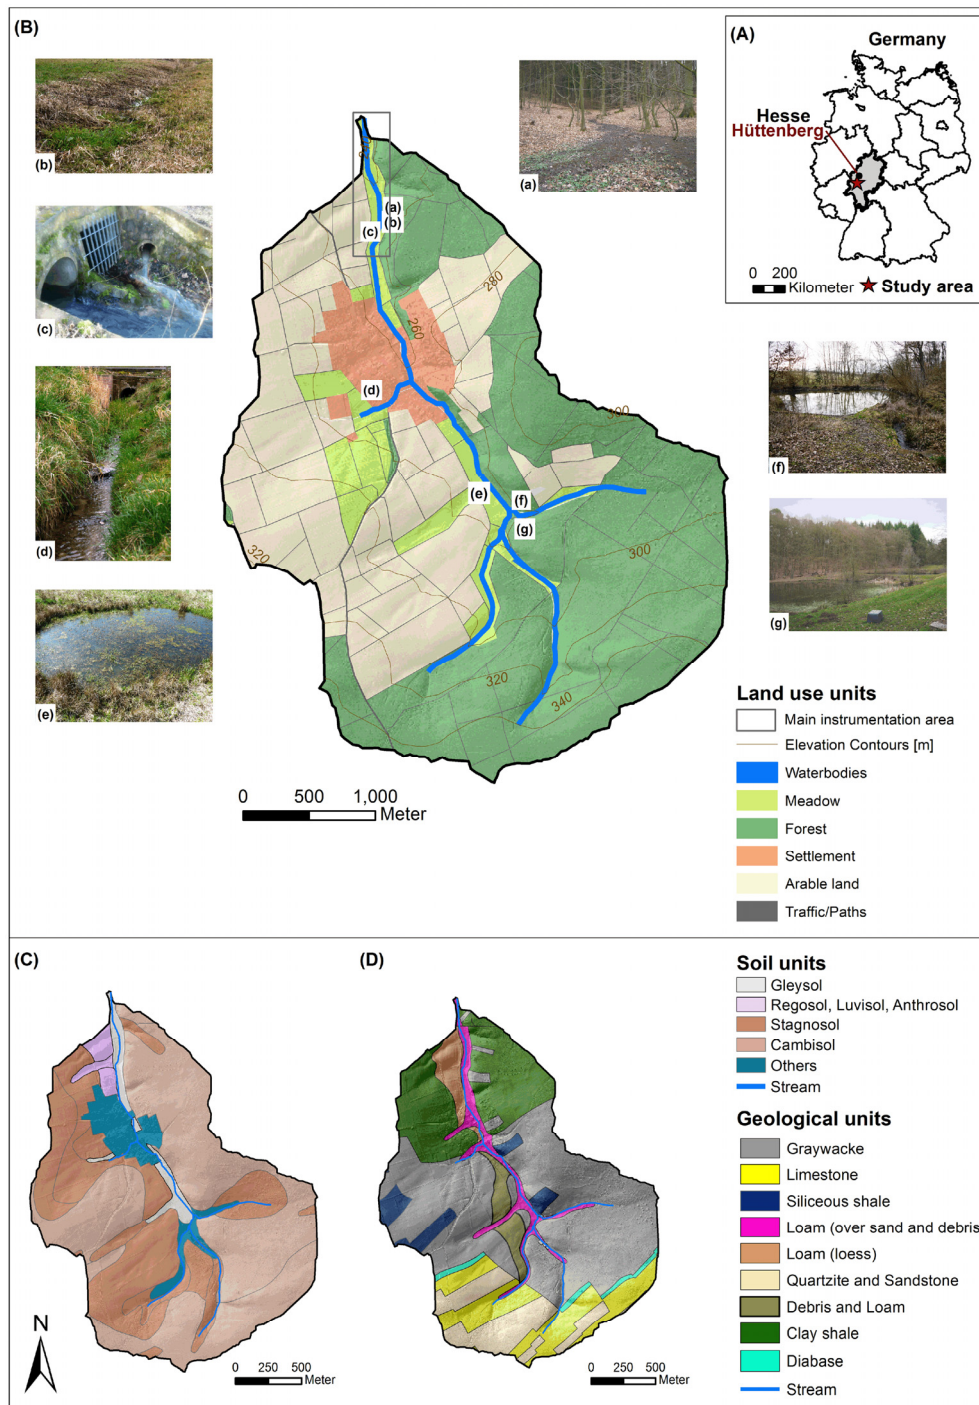 (B)
(A)
Germany
Hesse
Hüttenberg
0 200
Kilometer
Study area
(a)
(b)
(c)
(d)
(e)
(f)
(g)
(a)
(b)
(c)
(d)
(e)
(f)
(g)
280
260
300
300
320
320
340
0 500 1,000
Meter
Land use units
Main instrumentation area
Elevation Contours [m]
Waterbodies
Meadow
Forest
Settlement
Arable land
Traffic/Paths
(C)
(D)
N
0 250 500
Meter
0 250 500
Meter
Soil units
Gleysol
Regosol, Luvisol, Anthrosol
Stagnosol
Cambisol
Others
Stream
Geological units
Graywacke
Limestone
Siliceous shale
Loam (over sand and debris
Loam (loess)
Quartzite and Sandstone
Debris and Loam
Clay shale
Diabase
Stream